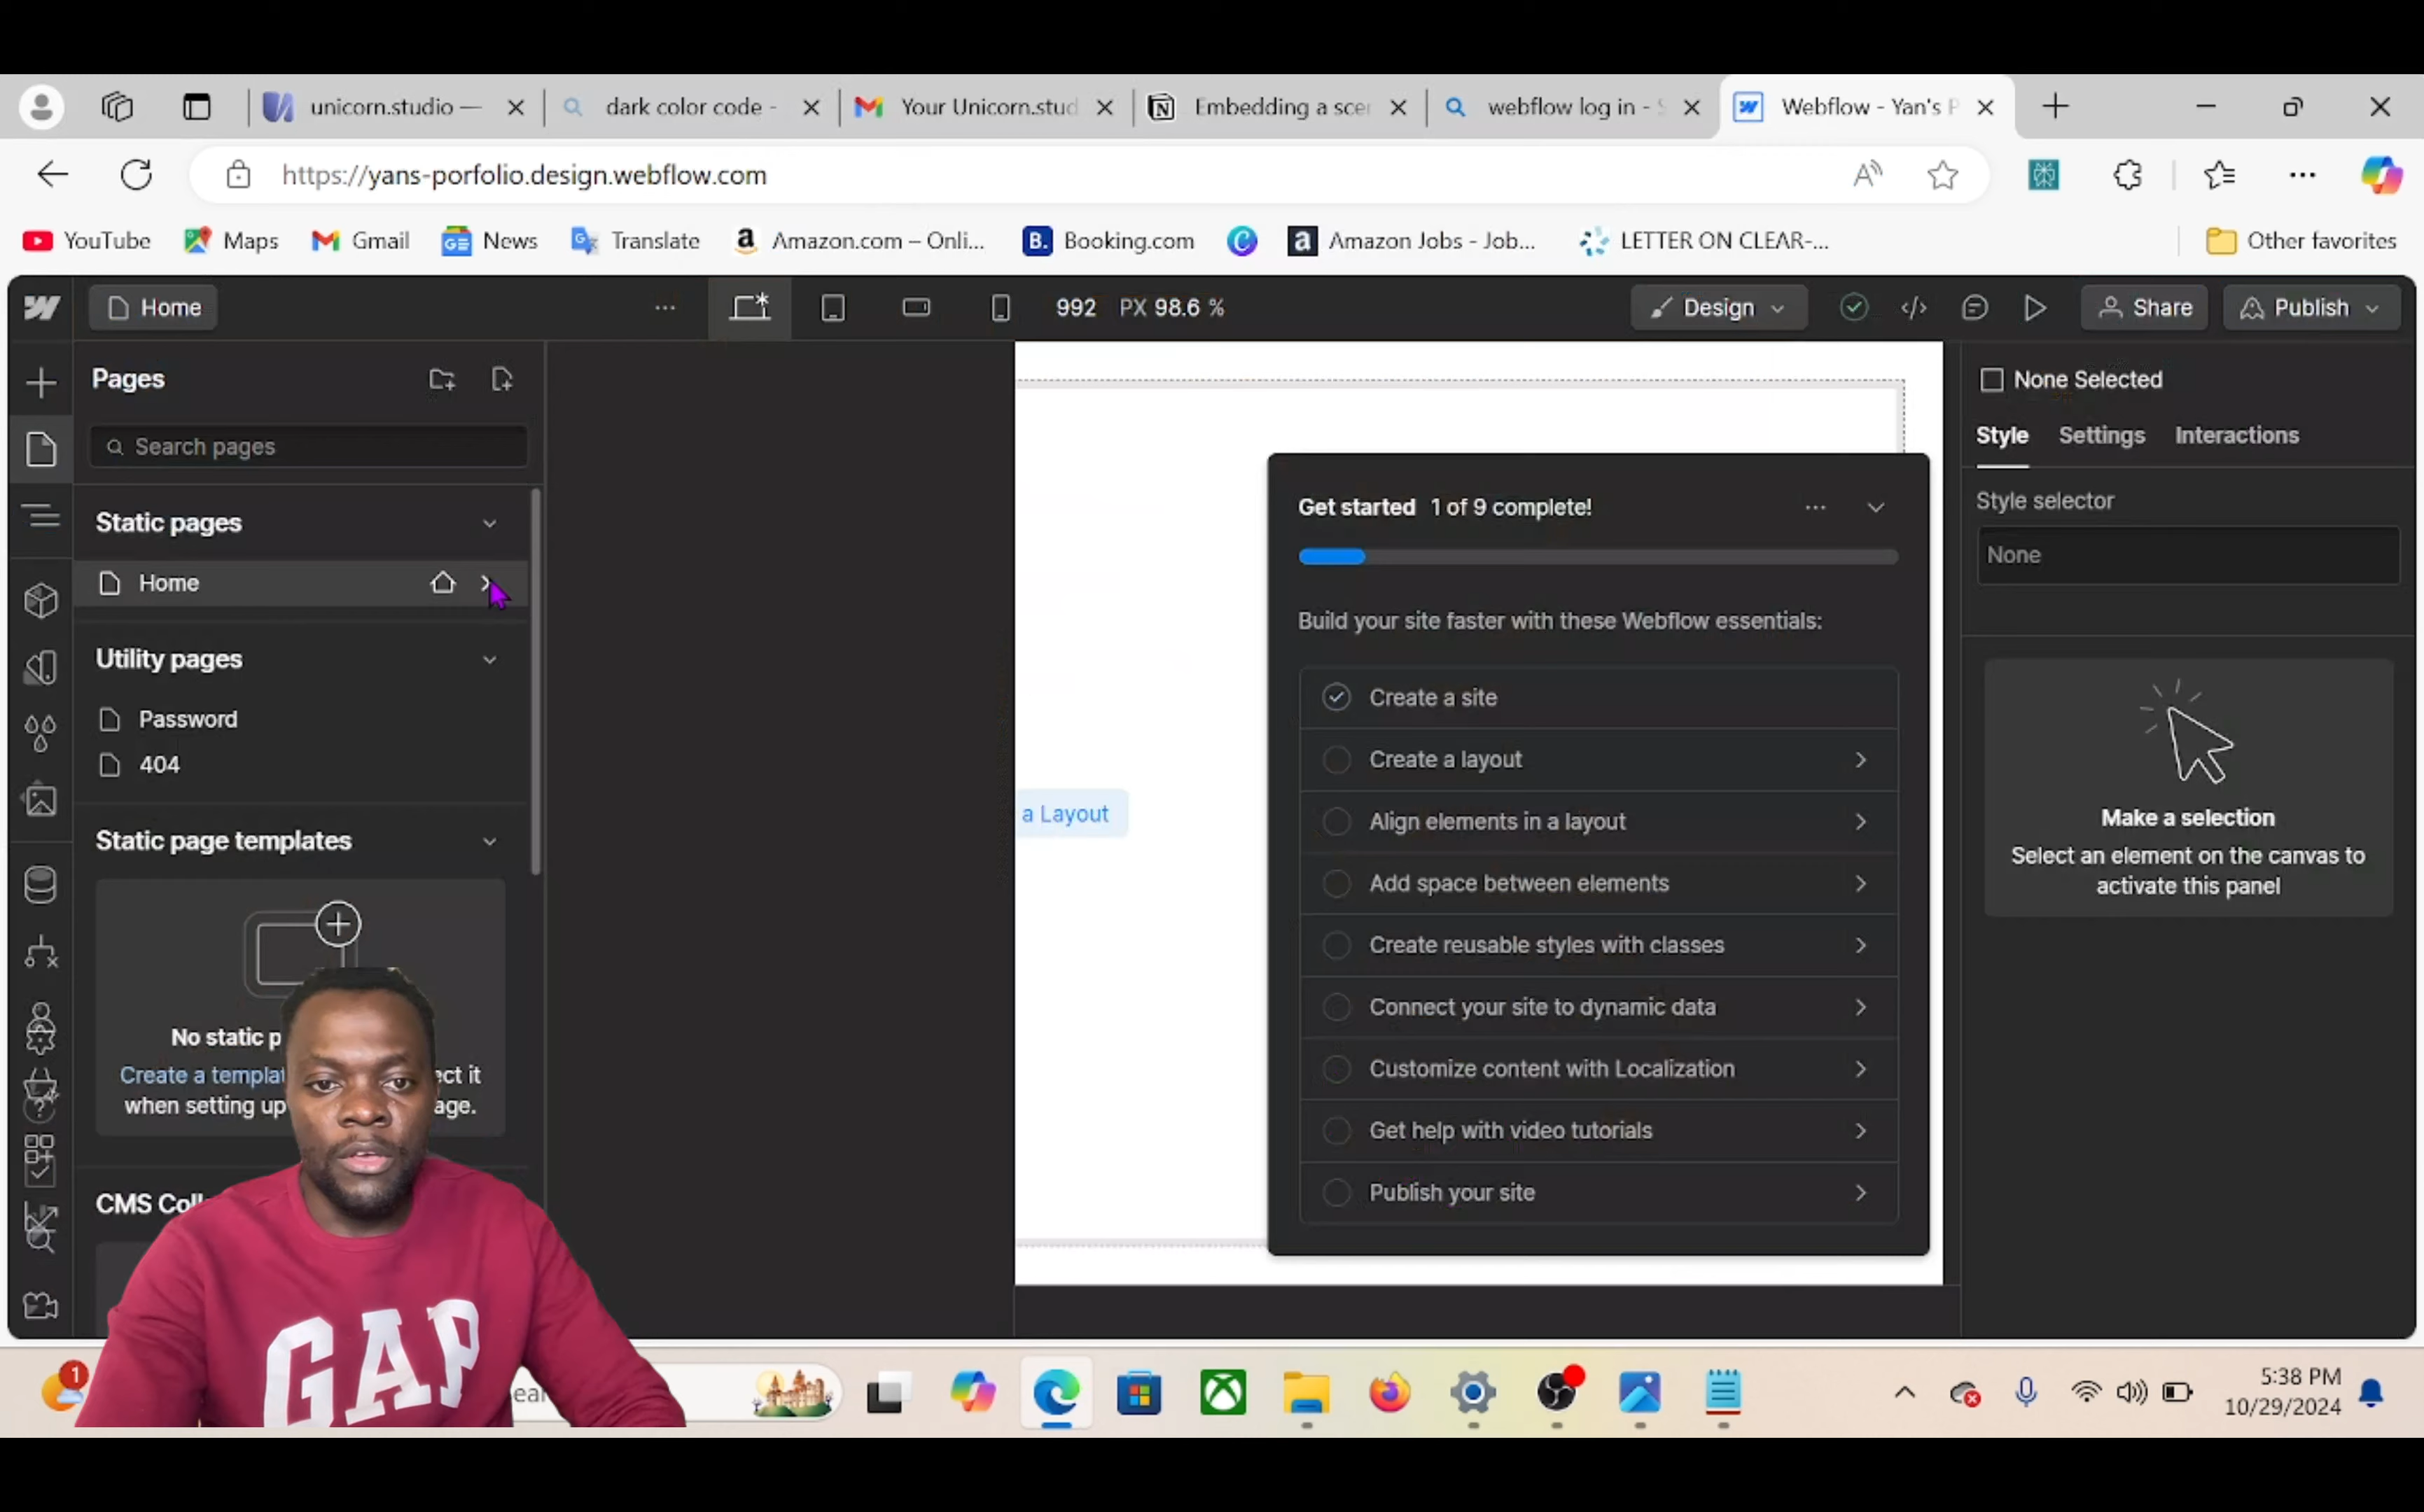 unicorn.studio —
dark color code -
Your Unicorn.stud
Embedding a scen
webflow log in - S
Webflow - Yan's P
https://yans-porfolio.design.webflow.com
YouTube
Maps
Gmail
News
Translate
Amazon.com – Onli...
Booking.com
Amazon Jobs - Job...
LETTER ON CLEAR-...
Other favorites
Home
992 PX 98.6 %
Design
Share
Publish
Pages
Search pages
Static pages
Home
Utility pages
Password
404
Static page templates
No static p
Create a templat
ect it
when setting up
age.
CMS Coll
a Layout
Get started 1 of 9 complete!
Build your site faster with these Webflow essentials:
Create a site
Create a layout
Align elements in a layout
Add space between elements
Create reusable styles with classes
Connect your site to dynamic data
Customize content with Localization
Get help with video tutorials
Publish your site
None Selected
Style
Settings
Interactions
Style selector
None
Make a selection
Select an element on the canvas to
activate this panel
GAP
1
5:38 PM
10/29/2024